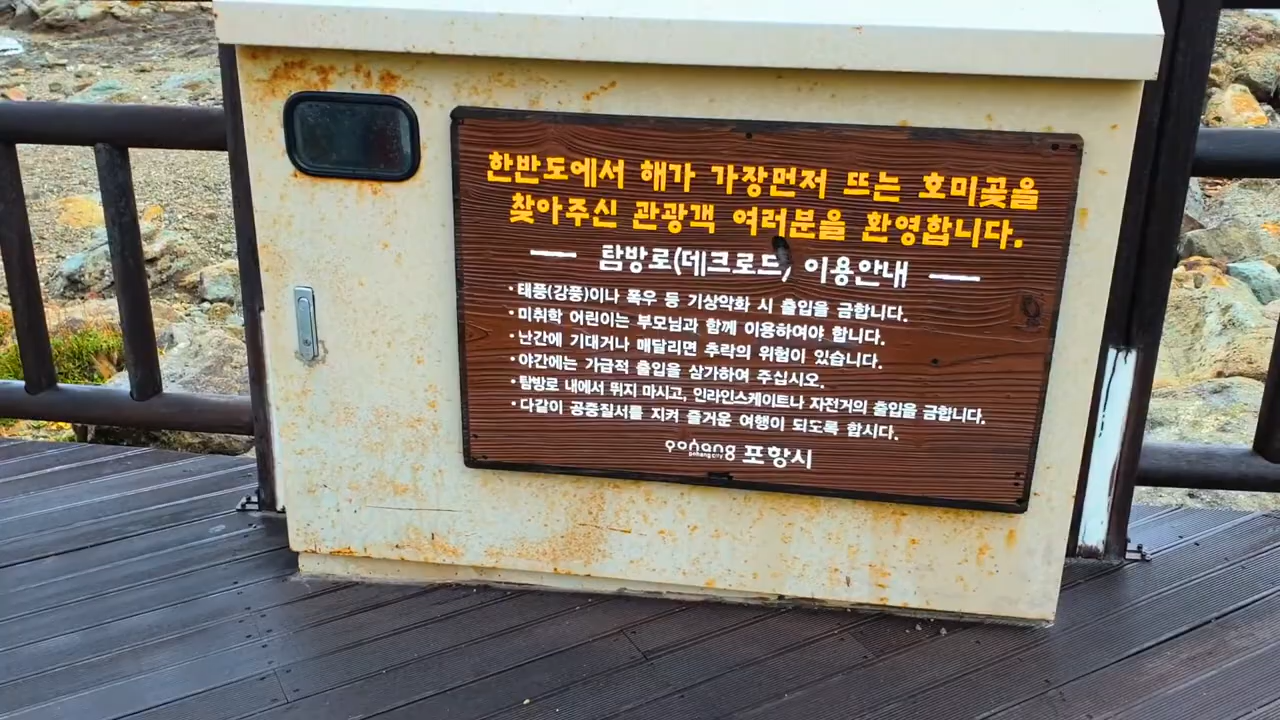 한반도에서 해가 가장먼저 뜨는 호미곶을
찾아주신 관광객 여러분을 환영합니다.
탐방로(데크로드) 이용안내
· 태풍(강풍)이나 폭우 등 기상악화 시 출입을 금합니다.
· 미취학 어린이는 부모님과 함께 이용하여야 합니다.
· 난간에 기대거나 매달리면 추락의 위험이 있습니다.
· 야간에는 가급적 출입을 삼가하여 주십시오.
· 탐방로 내에서 뛰지 마시고, 인라인스케이트나 자전거의 출입을 금합니다.
· 다같이 공중질서를 지켜 즐거운 여행이 되도록 합시다.
pohang 포항시
pohang city